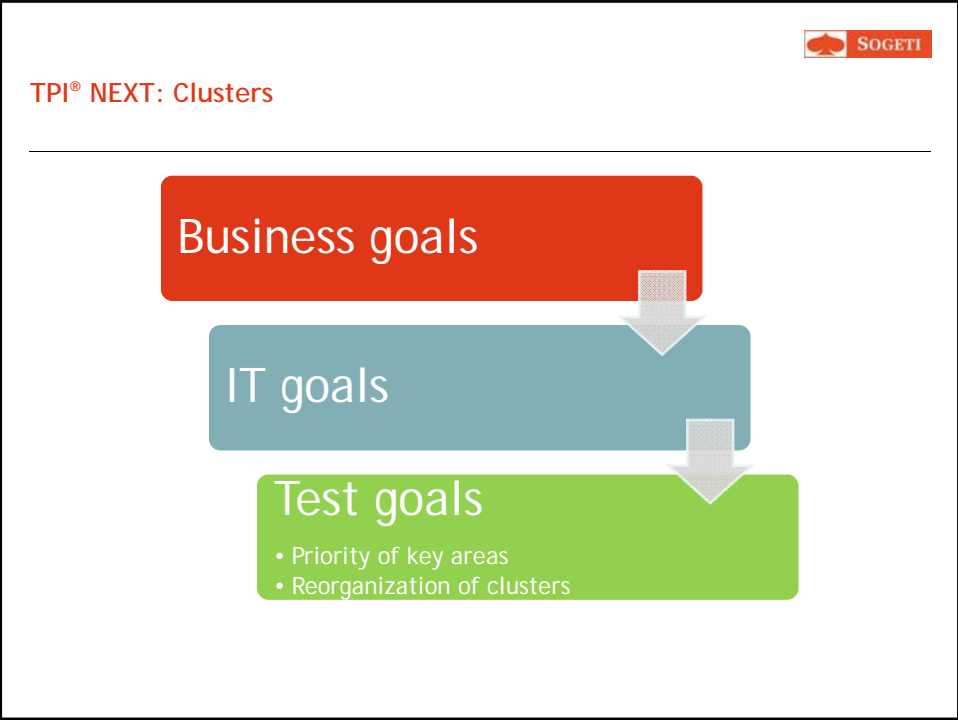 SOGETI
TPI® NEXT: Clusters
Business goals
IT goals
Test goals
• Priority of key areas
• Reorganization of clusters